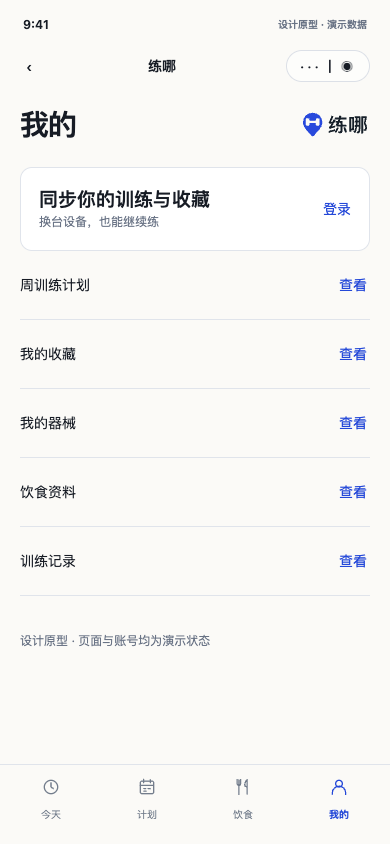 9:41 设计原型 · 演示数据
‹ 练哪
我的 练哪
同步你的训练与收藏
换台设备，也能继续练 登录
周训练计划 查看
我的收藏 查看
我的器械 查看
饮食资料 查看
训练记录 查看
设计原型 · 页面与账号均为演示状态
今天 计划 饮食 我的